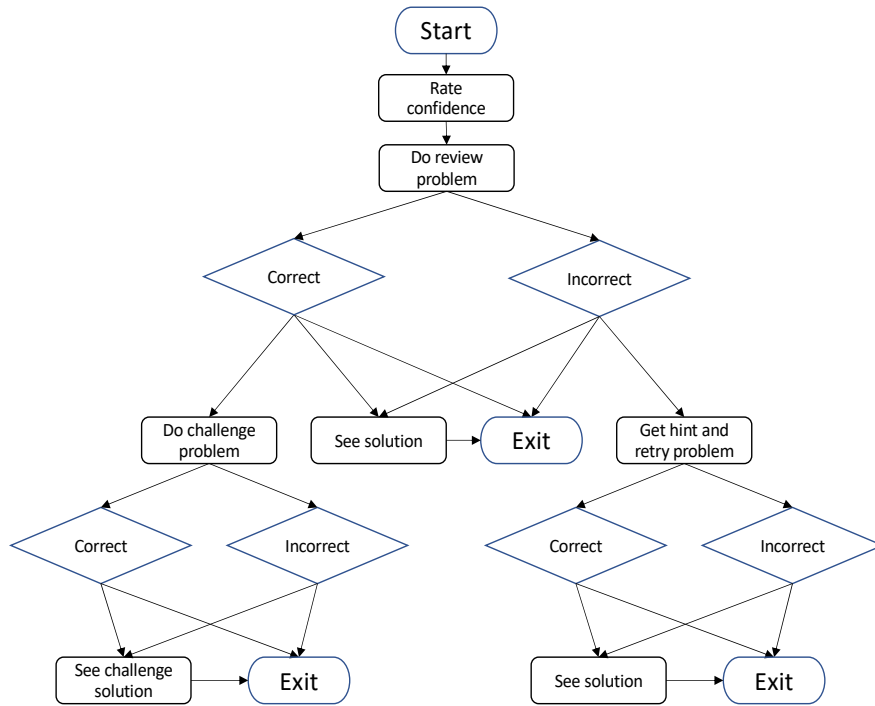 Start
Rate
confidence
Do review
problem
Correct
Incorrect
Do challenge
problem
See solution
Exit
Get hint and
retry problem
Correct
Incorrect
Correct
Incorrect
See challenge
solution
Exit
See solution
Exit